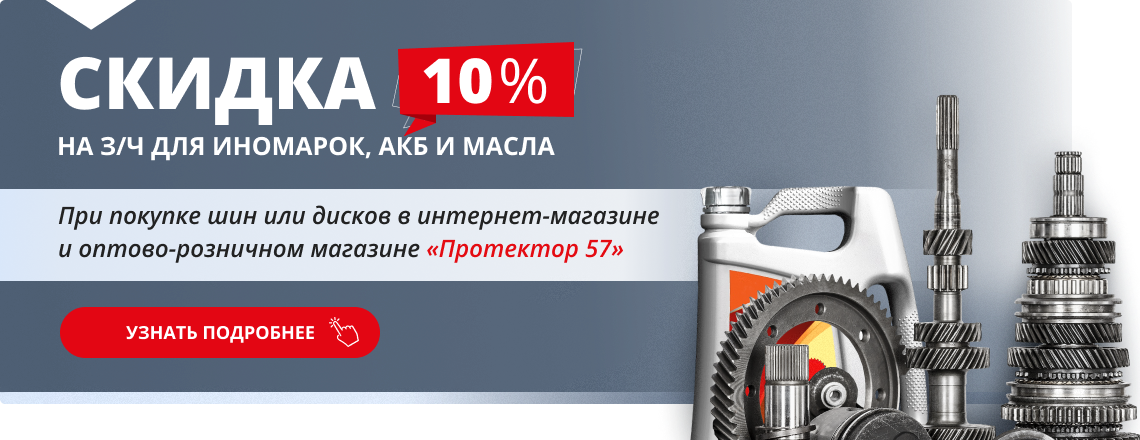 СКИДКА 10%
НА З/Ч ДЛЯ ИНОМАРОК, АКБ И МАСЛА
При покупке шин или дисков в интернет-магазине
и оптово-розничном магазине «Протектор 57»
УЗНАТЬ ПОДРОБНЕЕ